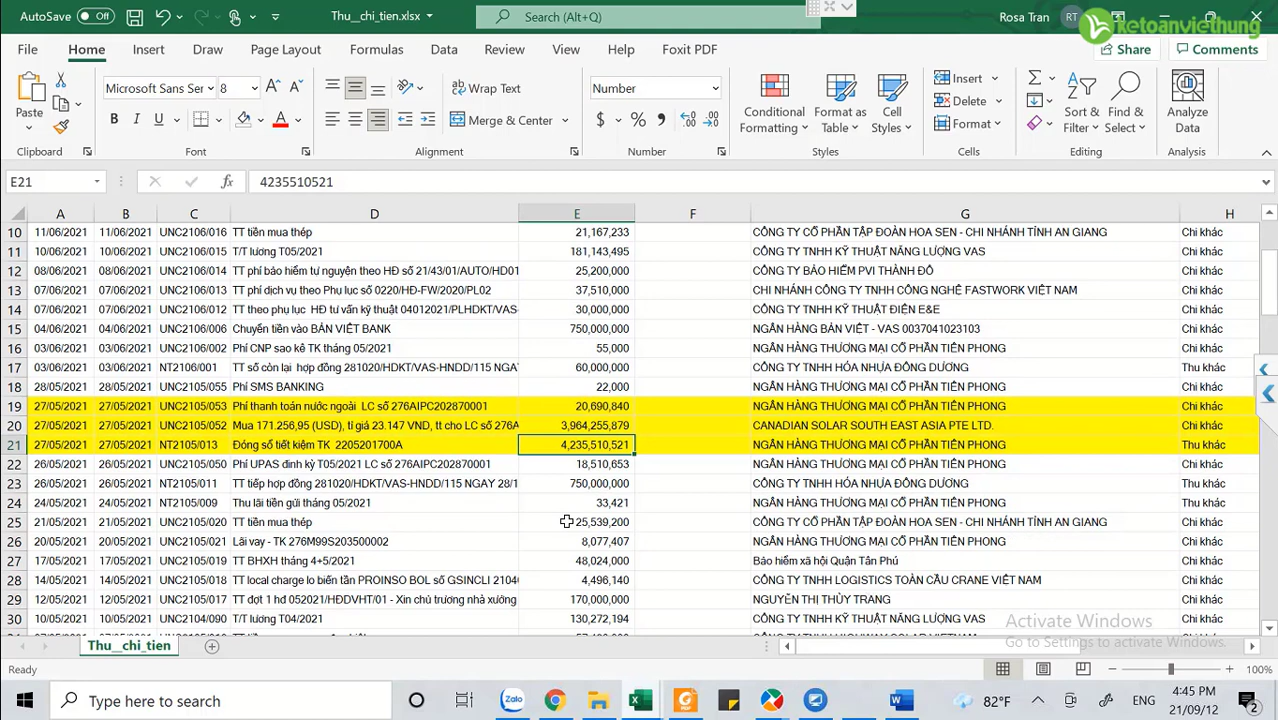 AutoSave Off Thu__chi_tien.xlsx Search (Alt+Q) Rosa Tran RT
ketoanviethung
File Home Insert Draw Page Layout Formulas Data Review View Help Foxit PDF Share Comments
Paste
Microsoft Sans Ser 8
Wrap Text
Merge & Center
Number
Conditional Formatting
Format as Table
Cell Styles
Insert
Delete
Format
Sort & Filter
Find & Select
Analyze Data
Clipboard Font Alignment Number Styles Cells Editing Analysis
E21 fx 4235510521
A B C D E F G H
10 11/06/2021 11/06/2021 UNC2106/016 TT tiền mua thép 21,167,233 CÔNG TY CỔ PHẦN TẬP ĐOÀN HOA SEN - CHI NHÁNH TỈNH AN GIANG Chi khác
11 10/06/2021 10/06/2021 UNC2106/015 T/T lương T05/2021 181,143,495 CÔNG TY TNHH KỸ THUẬT NĂNG LƯỢNG VAS Chi khác
12 08/06/2021 08/06/2021 UNC2106/014 TT phí bảo hiểm tự nguyện theo HĐ số 21/43/01/AUTO/HD01 25,200,000 CÔNG TY BẢO HIỂM PVI THÀNH ĐÔ Chi khác
13 07/06/2021 07/06/2021 UNC2106/013 TT phí dịch vụ theo Phụ lục số 0220/HĐ-FW/2020/PL02 37,510,000 CHI NHÁNH CÔNG TY TNHH CÔNG NGHỆ FASTWORK VIỆT NAM Chi khác
14 07/06/2021 07/06/2021 UNC2106/012 TT theo phụ lục HĐ tư vấn kỹ thuật 04012021/PLHDKT/VAS- 30,000,000 CÔNG TY TNHH KỸ THUẬT ĐIỆN E&E Chi khác
15 04/06/2021 04/06/2021 UNC2106/006 Chuyển tiền vào BẢN VIỆT BANK 750,000,000 NGÂN HÀNG BẢN VIỆT - VAS 0037041023103 Chi khác
16 03/06/2021 03/06/2021 UNC2106/002 Phí CNP sao kê TK tháng 05/2021 55,000 NGÂN HÀNG THƯƠNG MẠI CỔ PHẦN TIÊN PHONG Chi khác
17 03/06/2021 03/06/2021 NT2106/001 TT số còn lại hợp đồng 281020/HDKT/VAS-HNDD/115 NGAY 60,000,000 CÔNG TY TNHH HÓA NHỰA ĐÔNG DƯƠNG Thu khác
18 28/05/2021 28/05/2021 UNC2105/055 Phí SMS BANKING 22,000 NGÂN HÀNG THƯƠNG MẠI CỔ PHẦN TIÊN PHONG Chi khác
19 27/05/2021 27/05/2021 UNC2105/053 Phí thanh toán nước ngoài LC số 276AIPC202870001 20,690,840 NGÂN HÀNG THƯƠNG MẠI CỔ PHẦN TIÊN PHONG Chi khác
20 27/05/2021 27/05/2021 UNC2105/052 Mua 171.256,95 (USD), tỉ giá 23.147 VND, tt cho LC số 276A 3,964,255,879 CANADIAN SOLAR SOUTH EAST ASIA PTE LTD. Chi khác
21 27/05/2021 27/05/2021 NT2105/013 Đóng sổ tiết kiệm TK 2205201700A 4,235,510,521 NGÂN HÀNG THƯƠNG MẠI CỔ PHẦN TIÊN PHONG Thu khác
22 26/05/2021 26/05/2021 UNC2105/050 Phí UPAS định kỳ T05/2021 LC số 276AIPC202870001 18,510,653 NGÂN HÀNG THƯƠNG MẠI CỔ PHẦN TIÊN PHONG Chi khác
23 26/05/2021 26/05/2021 NT2105/011 TT tiếp hợp đồng 281020/HDKT/VAS-HNDD/115 NGAY 28/1 750,000,000 CÔNG TY TNHH HÓA NHỰA ĐÔNG DƯƠNG Thu khác
24 24/05/2021 24/05/2021 NT2105/009 Thu lãi tiền gửi tháng 05/2021 33,421 NGÂN HÀNG THƯƠNG MẠI CỔ PHẦN TIÊN PHONG Thu khác
25 21/05/2021 21/05/2021 UNC2105/020 TT tiền mua thép 25,539,200 CÔNG TY CỔ PHẦN TẬP ĐOÀN HOA SEN - CHI NHÁNH TỈNH AN GIANG Chi khác
26 20/05/2021 20/05/2021 UNC2105/021 Lãi vay - TK 276M99S203500002 8,077,407 NGÂN HÀNG THƯƠNG MẠI CỔ PHẦN TIÊN PHONG Chi khác
27 17/05/2021 17/05/2021 UNC2105/019 TT BHXH tháng 4+5/2021 48,024,000 Bảo hiểm xã hội Quận Tân Phú Chi khác
28 14/05/2021 14/05/2021 UNC2105/018 TT local charge lo biến tần PROINSO BOL số GSINCLI 2104 4,496,140 CÔNG TY TNHH LOGISTICS TOÀN CẦU CRANE VIỆT NAM Chi khác
29 12/05/2021 12/05/2021 UNC2105/017 TT đợt 1 hđ 052021/HĐDVHT/01 - Xin chủ trương nhà xưởng 170,000,000 NGUYỄN THỊ THỦY TRANG Chi khác
30 10/05/2021 10/05/2021 UNC2104/090 T/T lương T04/2021 130,272,194 CÔNG TY TNHH KỸ THUẬT NĂNG LƯỢNG VAS Chi khác
Activate Windows
Go to Settings to activate Windows.
Thu__chi_tien
Ready 100%
Type here to search Zalo 82°F ENG 4:45 PM
21/09/12 2